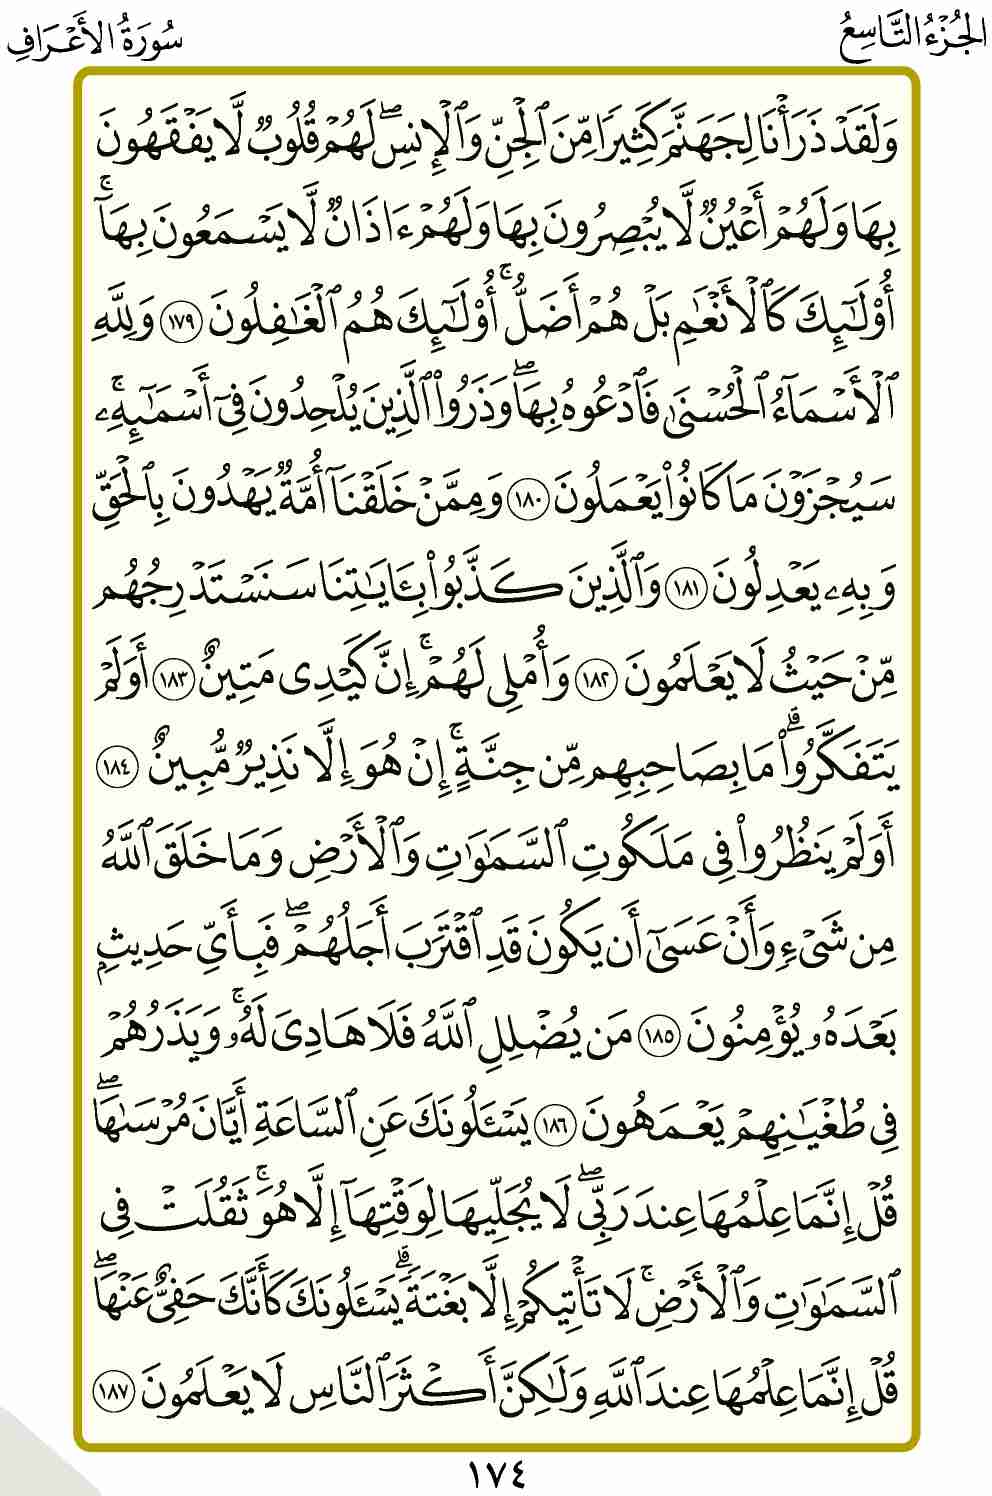 الجُزْءُ التَّاسِعُ
سُورَةُ الأَعْرَافِ
وَلَقَدْ ذَرَأْنَا لِجَهَنَّمَ كَثِيرًا مِّنَ ٱلْجِنِّ وَٱلْإِنسِۖ لَهُمْ قُلُوبٌ لَّا يَفْقَهُونَ
بِهَا وَلَهُمْ أَعْيُنٌ لَّا يُبْصِرُونَ بِهَا وَلَهُمْ ءَاذَانٌ لَّا يَسْمَعُونَ بِهَآۚ
أُو۟لَٰٓئِكَ كَٱلْأَنْعَٰمِ بَلْ هُمْ أَضَلُّۚ أُو۟لَٰٓئِكَ هُمُ ٱلْغَٰفِلُونَ ١٧٩ وَلِلَّهِ
ٱلْأَسْمَآءُ ٱلْحُسْنَىٰ فَٱدْعُوهُ بِهَاۖ وَذَرُوا۟ ٱلَّذِينَ يُلْحِدُونَ فِىٓ أَسْمَٰٓئِهِۦۚ
سَيُجْزَوْنَ مَا كَانُوا۟ يَعْمَلُونَ ١٨٠ وَمِمَّنْ خَلَقْنَآ أُمَّةٌ يَهْدُونَ بِٱلْحَقِّ
وَبِهِۦ يَعْدِلُونَ ١٨١ وَٱلَّذِينَ كَذَّبُوا۟ بِـَٔايَٰتِنَا سَنَسْتَدْرِجُهُم
مِّنْ حَيْثُ لَا يَعْلَمُونَ ١٨٢ وَأُمْلِى لَهُمْۚ إِنَّ كَيْدِى مَتِينٌ ١٨٣ أَوَلَمْ
يَتَفَكَّرُوا۟ۗ مَا بِصَاحِبِهِم مِّن جِنَّةٍۚ إِنْ هُوَ إِلَّا نَذِيرٌ مُّبِينٌ ١٨٤
أَوَلَمْ يَنظُرُوا۟ فِى مَلَكُوتِ ٱلسَّمَٰوَٰتِ وَٱلْأَرْضِ وَمَا خَلَقَ ٱللَّهُ
مِن شَىْءٍ وَأَنْ عَسَىٰٓ أَن يَكُونَ قَدِ ٱقْتَرَبَ أَجَلُهُمْۖ فَبِأَىِّ حَدِيثٍۭ
بَعْدَهُۥ يُؤْمِنُونَ ١٨٥ مَن يُضْلِلِ ٱللَّهُ فَلَا هَادِىَ لَهُۥۚ وَيَذَرُهُمْ
فِى طُغْيَٰنِهِمْ يَعْمَهُونَ ١٨٦ يَسْـَٔلُونَكَ عَنِ ٱلسَّاعَةِ أَيَّانَ مُرْسَىٰهَاۖ
قُلْ إِنَّمَا عِلْمُهَا عِندَ رَبِّىۖ لَا يُجَلِّيهَا لِوَقْتِهَآ إِلَّا هُوَۚ ثَقُلَتْ فِى
ٱلسَّمَٰوَٰتِ وَٱلْأَرْضِۚ لَا تَأْتِيكُمْ إِلَّا بَغْتَةًۗ يَسْـَٔلُونَكَ كَأَنَّكَ حَفِىٌّ عَنْهَاۖ
قُلْ إِنَّمَا عِلْمُهَا عِندَ ٱللَّهِ وَلَٰكِنَّ أَكْثَرَ ٱلنَّاسِ لَا يَعْلَمُونَ ١٨٧
١٧٤